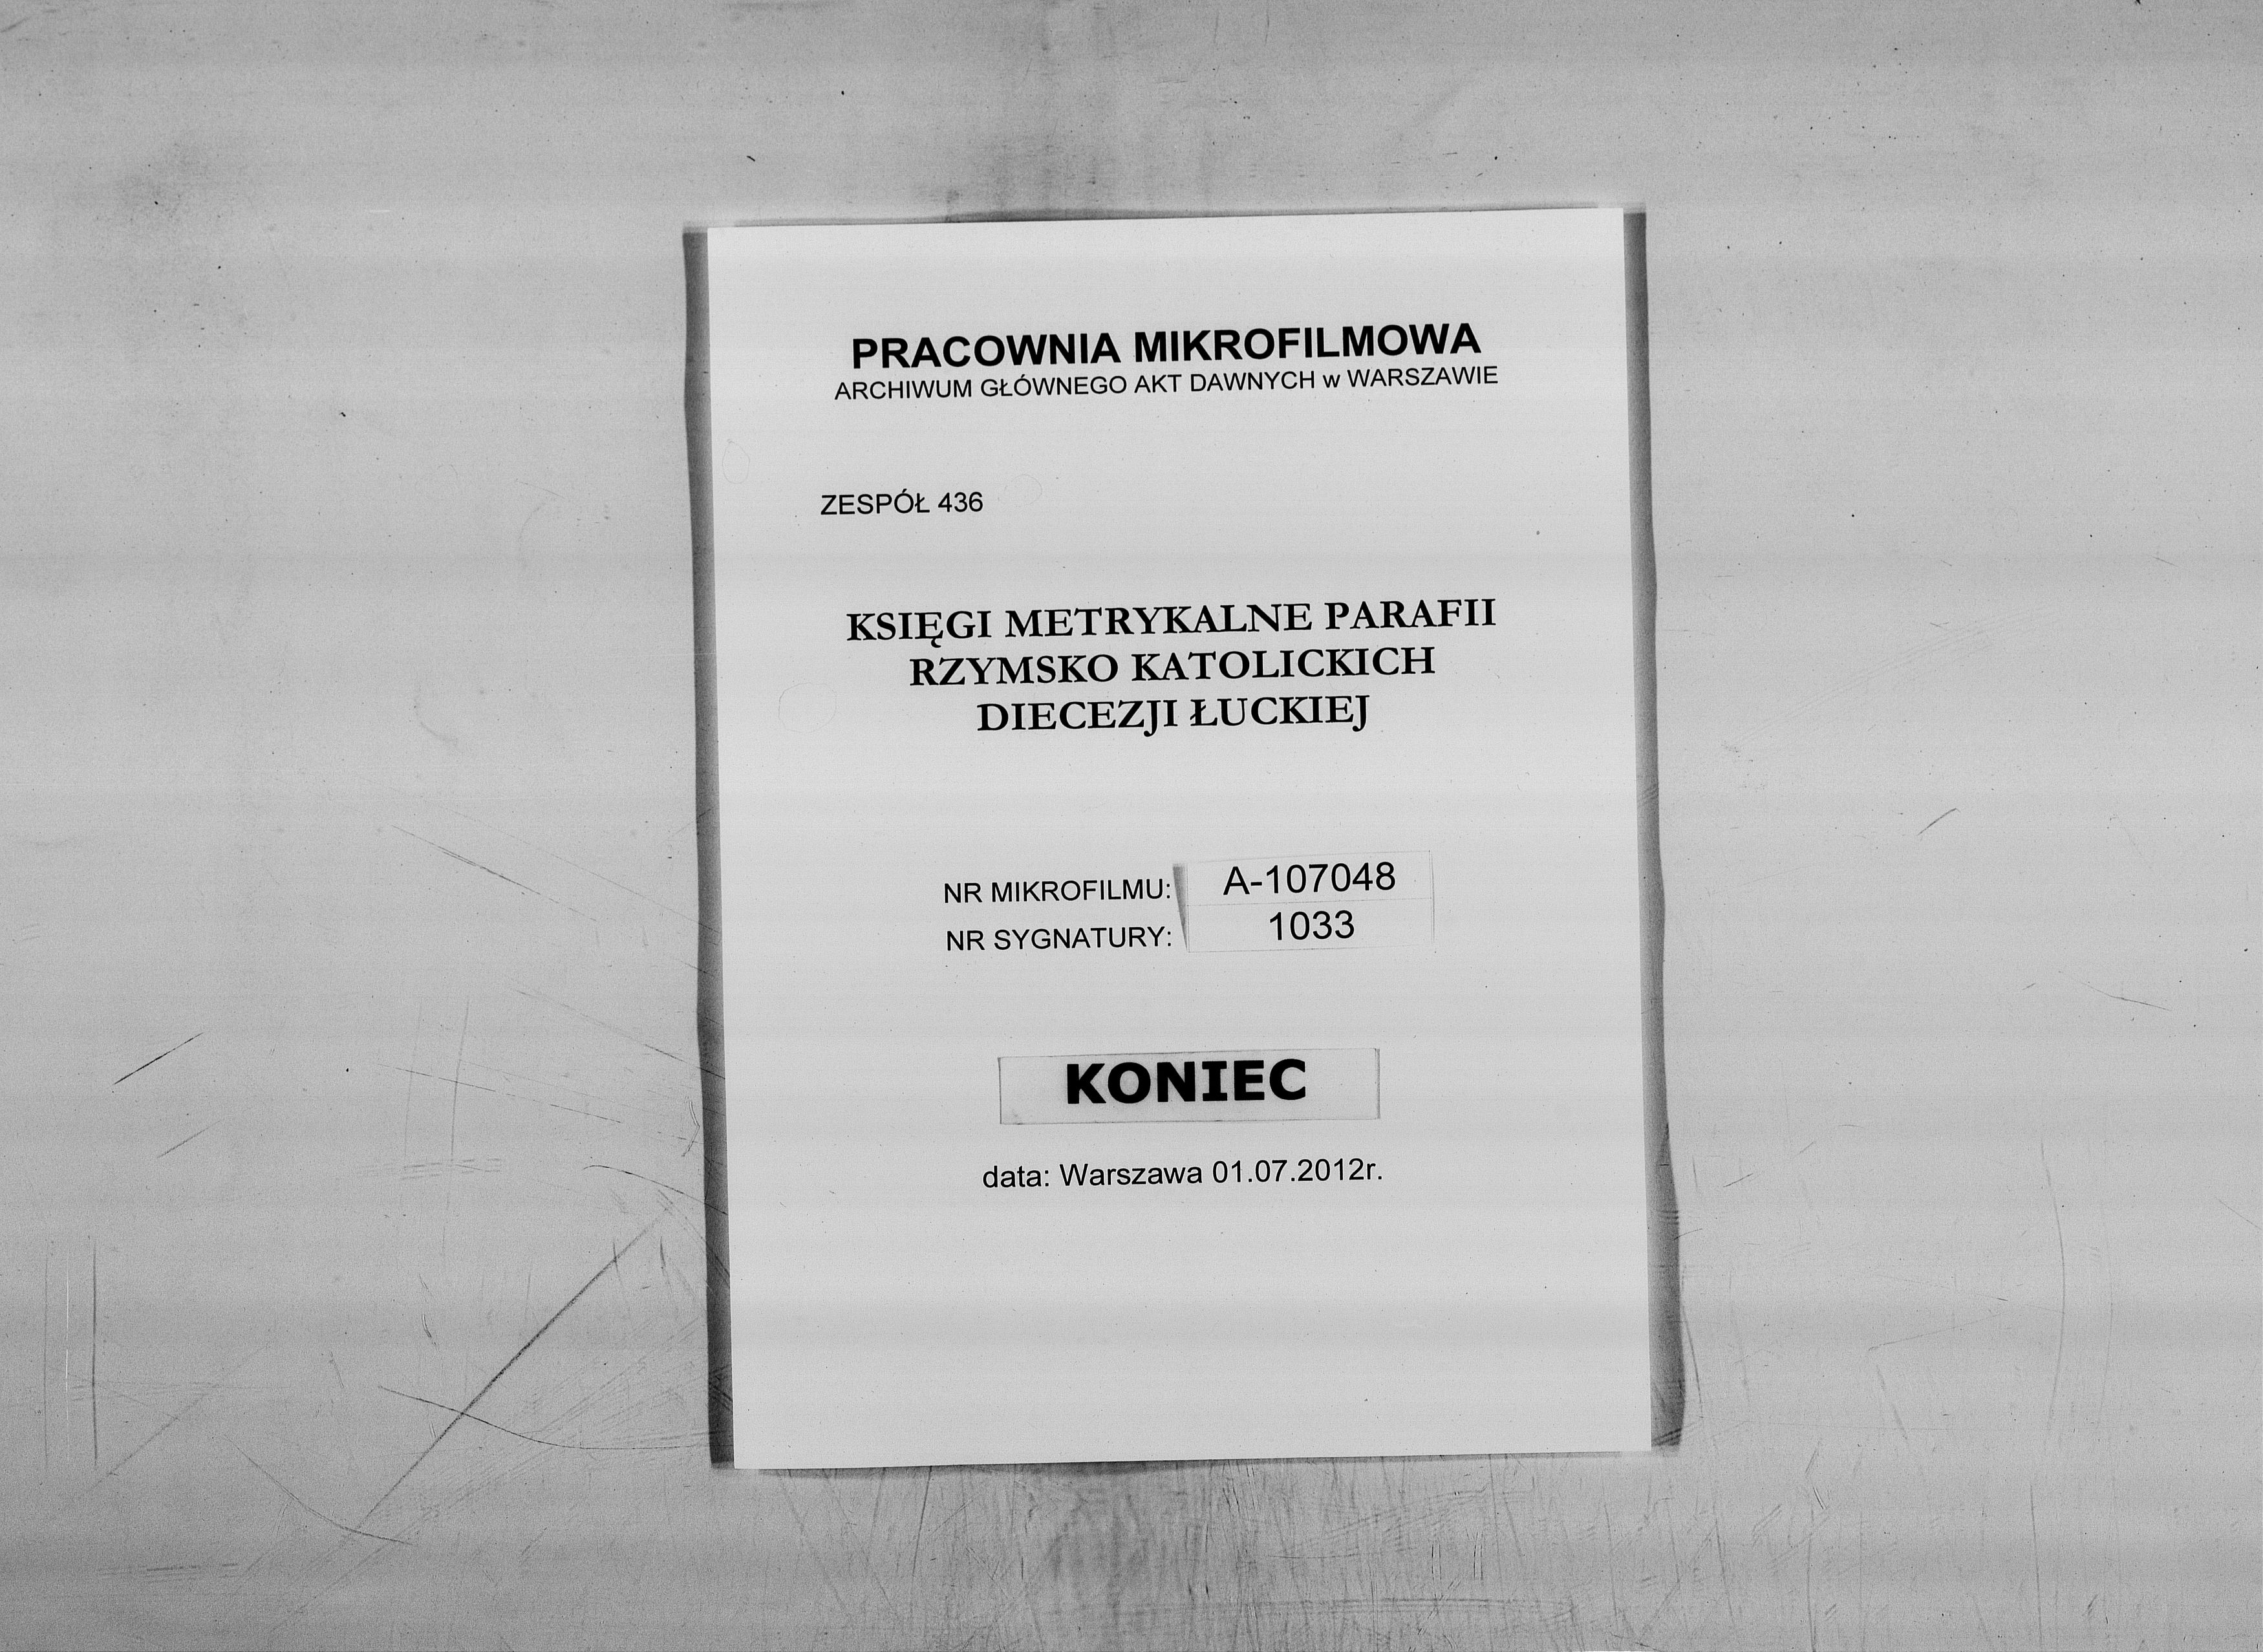 PRACOWNIA MIKROFILMOWA
ARCHIWUM GŁÓWNEGO AKT DAWNYCH w WARSZAWIE
ZESPÓŁ 436
KSIĘGI METRYKALNE PARAFII
RZYMSKO KATOLICKICH
DIECEZJI ŁUCKIEJ
NR MIKROFILMU: A-107048
NR SYGNATURY: 1033
KONIEC
data: Warszawa 01.07.2012r.